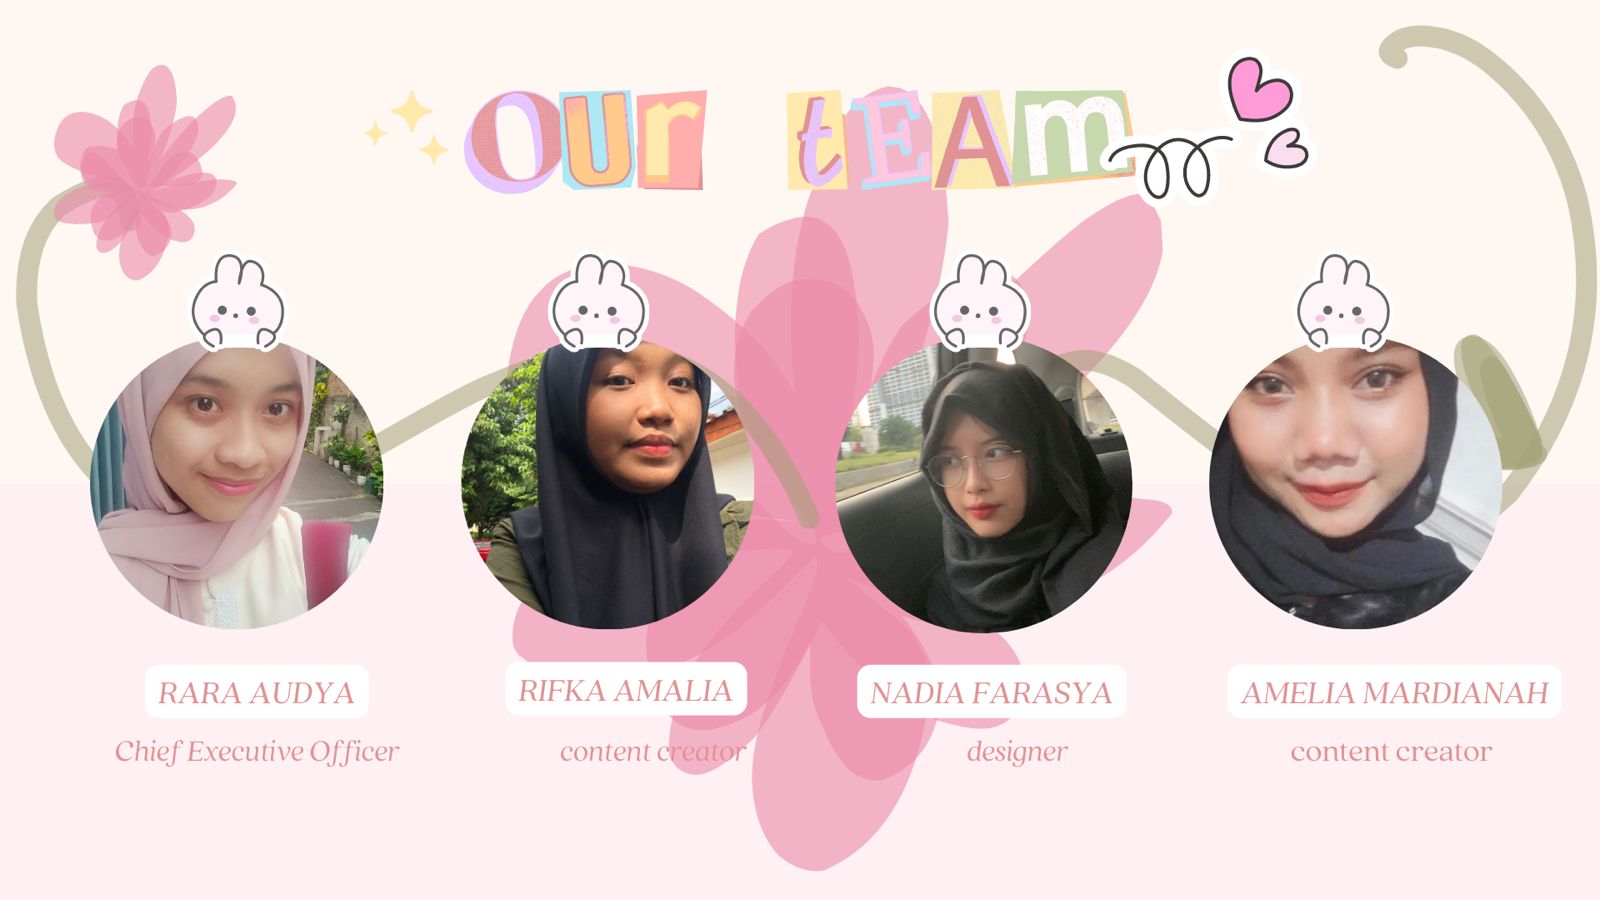 Our tEAm
RARA AUDYA
RIFKA AMALIA
NADIA FARASYA
AMELIA MARDIANAH
Chief Executive Officer
content creator
designer
content creator